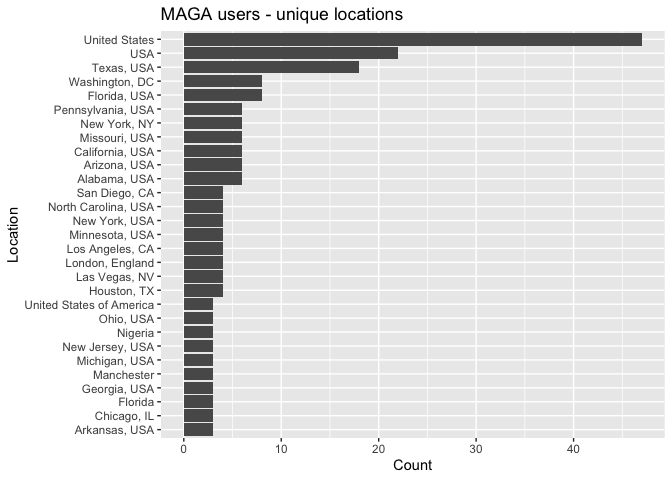 MAGA users - unique locations
United States
USA
Texas, USA
Washington, DC
Florida, USA
Pennsylvania, USA
New York, NY
Missouri, USA
California, USA
Arizona, USA
Alabama, USA
San Diego, CA
North Carolina, USA
New York, USA
Minnesota, USA
Los Angeles, CA
London, England
Las Vegas, NV
Houston, TX
United States of America
Ohio, USA
Nigeria
New Jersey, USA
Michigan, USA
Manchester
Georgia, USA
Florida
Chicago, IL
Arkansas, USA
Location
0 10 20 30 40
Count